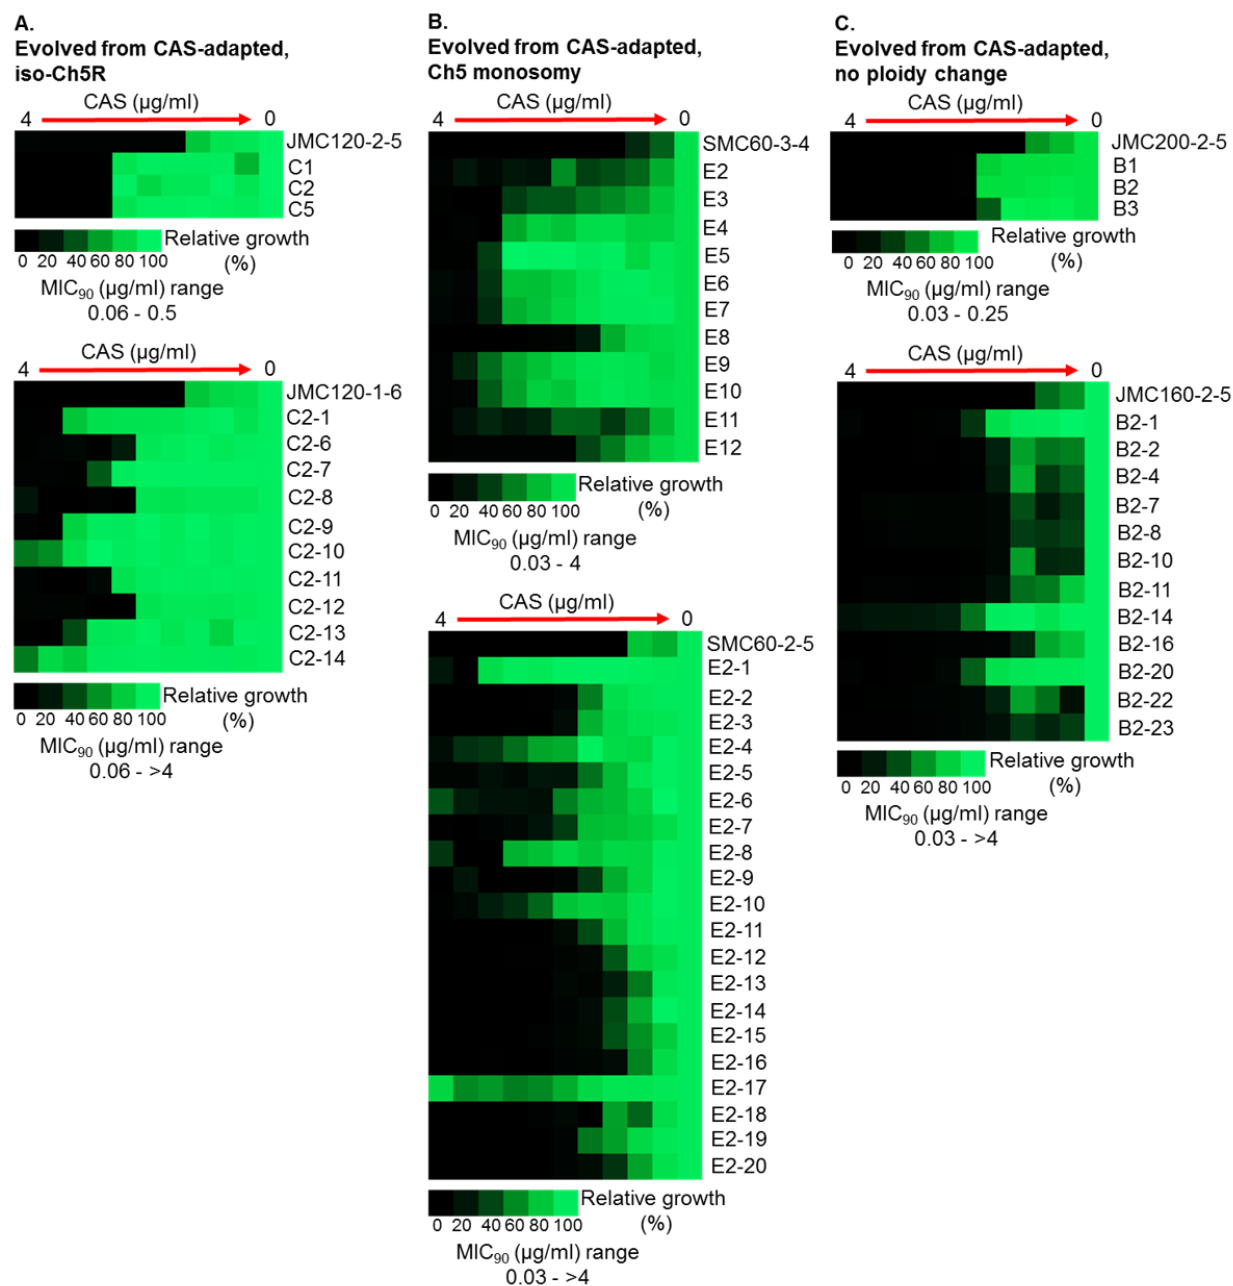 A.
Evolved from CAS-adapted,
iso-Ch5R
CAS (µg/ml)
4 0
JMC120-2-5
C1
C2
C5
Relative growth
(%)
0 20 40 60 80 100
MIC₉₀ (µg/ml) range
0.06 - 0.5
CAS (µg/ml)
4 0
JMC120-1-6
C2-1
C2-6
C2-7
C2-8
C2-9
C2-10
C2-11
C2-12
C2-13
C2-14
Relative growth
(%)
0 20 40 60 80 100
MIC₉₀ (µg/ml) range
0.06 - >4
B.
Evolved from CAS-adapted,
Ch5 monosomy
CAS (µg/ml)
4 0
SMC60-3-4
E2
E3
E4
E5
E6
E7
E8
E9
E10
E11
E12
Relative growth
(%)
0 20 40 60 80 100
MIC₉₀ (µg/ml) range
0.03 - 4
CAS (µg/ml)
4 0
SMC60-2-5
E2-1
E2-2
E2-3
E2-4
E2-5
E2-6
E2-7
E2-8
E2-9
E2-10
E2-11
E2-12
E2-13
E2-14
E2-15
E2-16
E2-17
E2-18
E2-19
E2-20
Relative growth
(%)
0 20 40 60 80 100
MIC₉₀ (µg/ml) range
0.03 - >4
C.
Evolved from CAS-adapted,
no ploidy change
CAS (µg/ml)
4 0
JMC200-2-5
B1
B2
B3
Relative growth
(%)
0 20 40 60 80 100
MIC₉₀ (µg/ml) range
0.03 - 0.25
CAS (µg/ml)
4 0
JMC160-2-5
B2-1
B2-2
B2-4
B2-7
B2-8
B2-10
B2-11
B2-14
B2-16
B2-20
B2-22
B2-23
Relative growth
(%)
0 20 40 60 80 100
MIC₉₀ (µg/ml) range
0.03 - >4